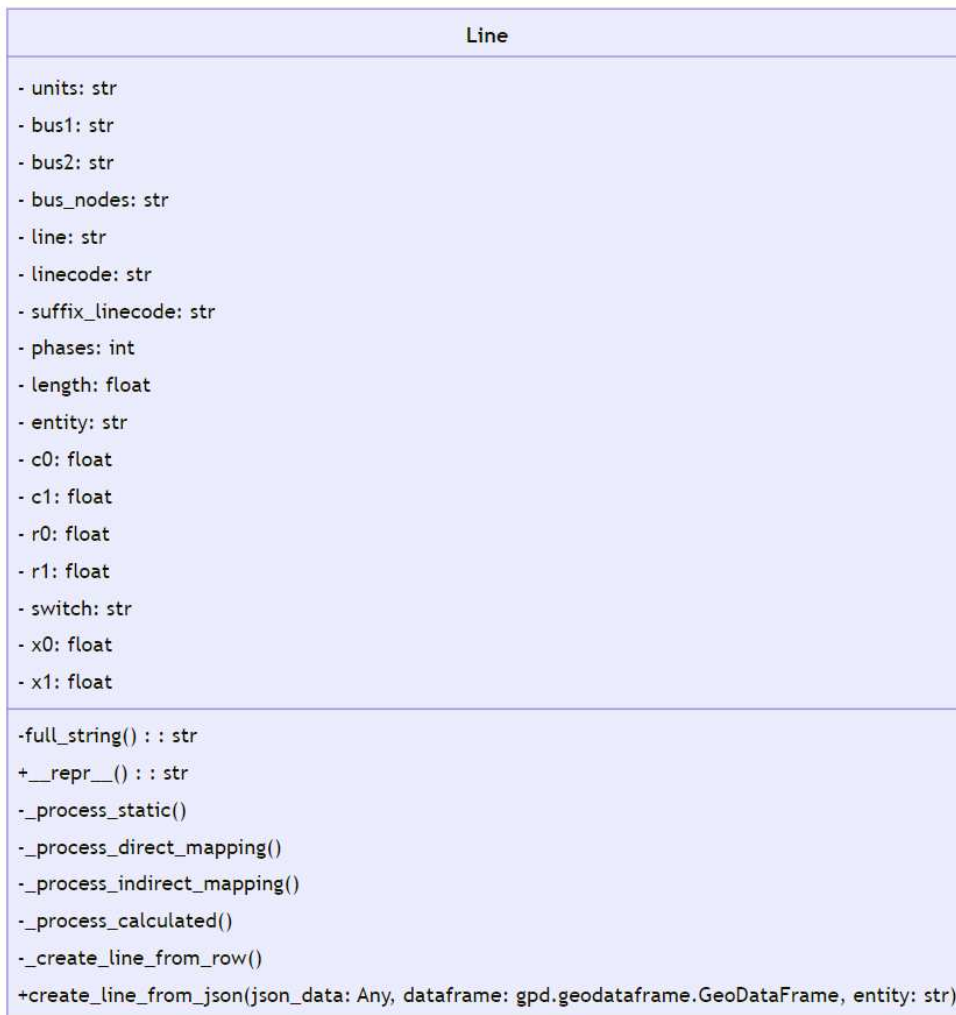 Line
- units: str
- bus1: str
- bus2: str
- bus_nodes: str
- line: str
- linecode: str
- suffix_linecode: str
- phases: int
- length: float
- entity: str
- c0: float
- c1: float
- r0: float
- r1: float
- switch: str
- x0: float
- x1: float
-full_string() : : str
+__repr__() : : str
-_process_static()
-_process_direct_mapping()
-_process_indirect_mapping()
-_process_calculated()
-_create_line_from_row()
+create_line_from_json(json_data: Any, dataframe: gpd.geodataframe.GeoDataFrame, entity: str)